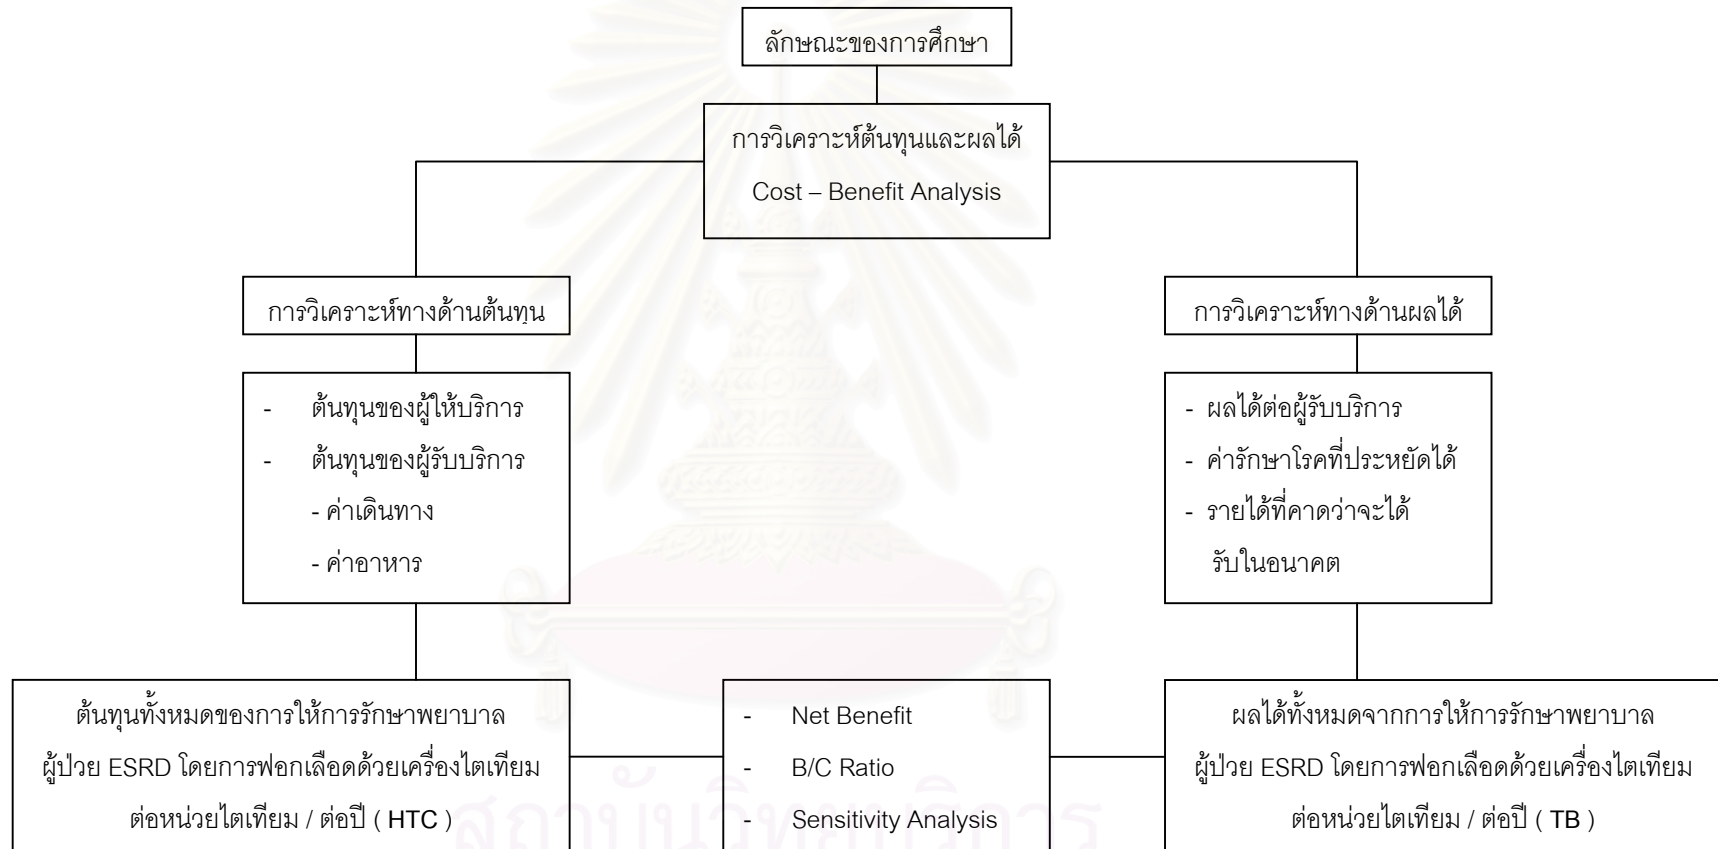 ลักษณะของการศึกษา
การวิเคราะห์ต้นทุนและผลได้
Cost – Benefit Analysis
การวิเคราะห์ทางด้านต้นทุน
- ต้นทุนของผู้ให้บริการ
- ต้นทุนของผู้รับบริการ
- ค่าเดินทาง
- ค่าอาหาร
การวิเคราะห์ทางด้านผลได้
- ผลได้ต่อผู้รับบริการ
- ค่ารักษาโรคที่ประหยัดได้
- รายได้ที่คาดว่าจะได้
รับในอนาคต
ต้นทุนทั้งหมดของการให้การรักษาพยาบาล
ผู้ป่วย ESRD โดยการฟอกเลือดด้วยเครื่องไตเทียม
ต่อหน่วยไตเทียม / ต่อปี ( HTC )
- Net Benefit
- B/C Ratio
- Sensitivity Analysis
ผลได้ทั้งหมดจากการให้การรักษาพยาบาล
ผู้ป่วย ESRD โดยการฟอกเลือดด้วยเครื่องไตเทียม
ต่อหน่วยไตเทียม / ต่อปี ( TB )
สถาบันวิทยบริการ